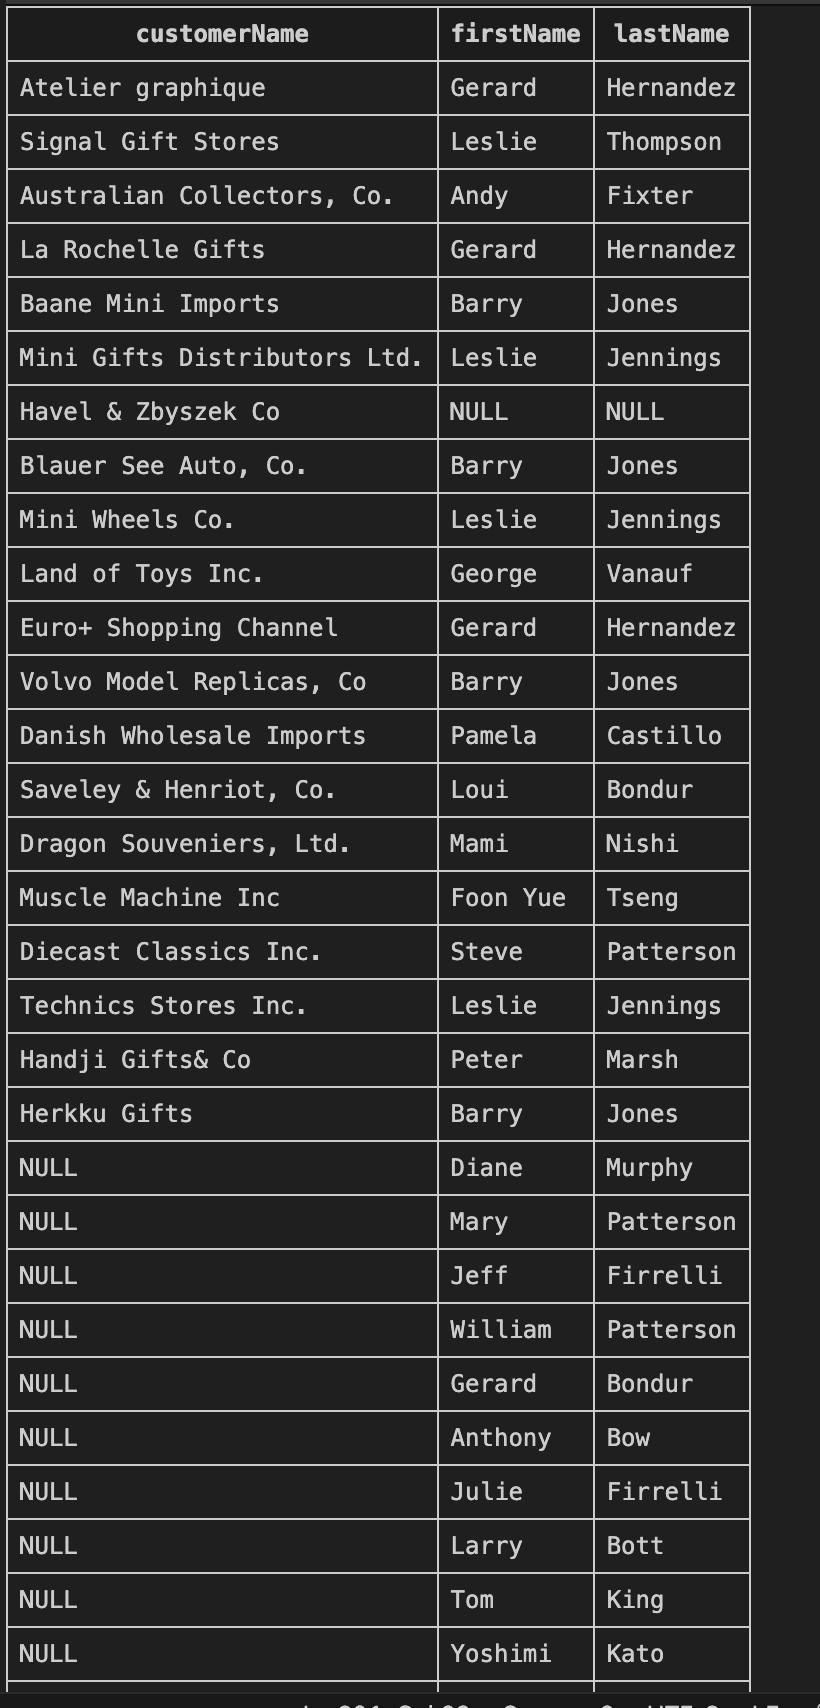 customerName firstName lastName
Atelier graphique Gerard Hernandez
Signal Gift Stores Leslie Thompson
Australian Collectors, Co. Andy Fixter
La Rochelle Gifts Gerard Hernandez
Baane Mini Imports Barry Jones
Mini Gifts Distributors Ltd. Leslie Jennings
Havel & Zbyszek Co NULL NULL
Blauer See Auto, Co. Barry Jones
Mini Wheels Co. Leslie Jennings
Land of Toys Inc. George Vanauf
Euro+ Shopping Channel Gerard Hernandez
Volvo Model Replicas, Co Barry Jones
Danish Wholesale Imports Pamela Castillo
Saveley & Henriot, Co. Loui Bondur
Dragon Souveniers, Ltd. Mami Nishi
Muscle Machine Inc Foon Yue Tseng
Diecast Classics Inc. Steve Patterson
Technics Stores Inc. Leslie Jennings
Handji Gifts& Co Peter Marsh
Herkku Gifts Barry Jones
NULL Diane Murphy
NULL Mary Patterson
NULL Jeff Firrelli
NULL William Patterson
NULL Gerard Bondur
NULL Anthony Bow
NULL Julie Firrelli
NULL Larry Bott
NULL Tom King
NULL Yoshimi Kato